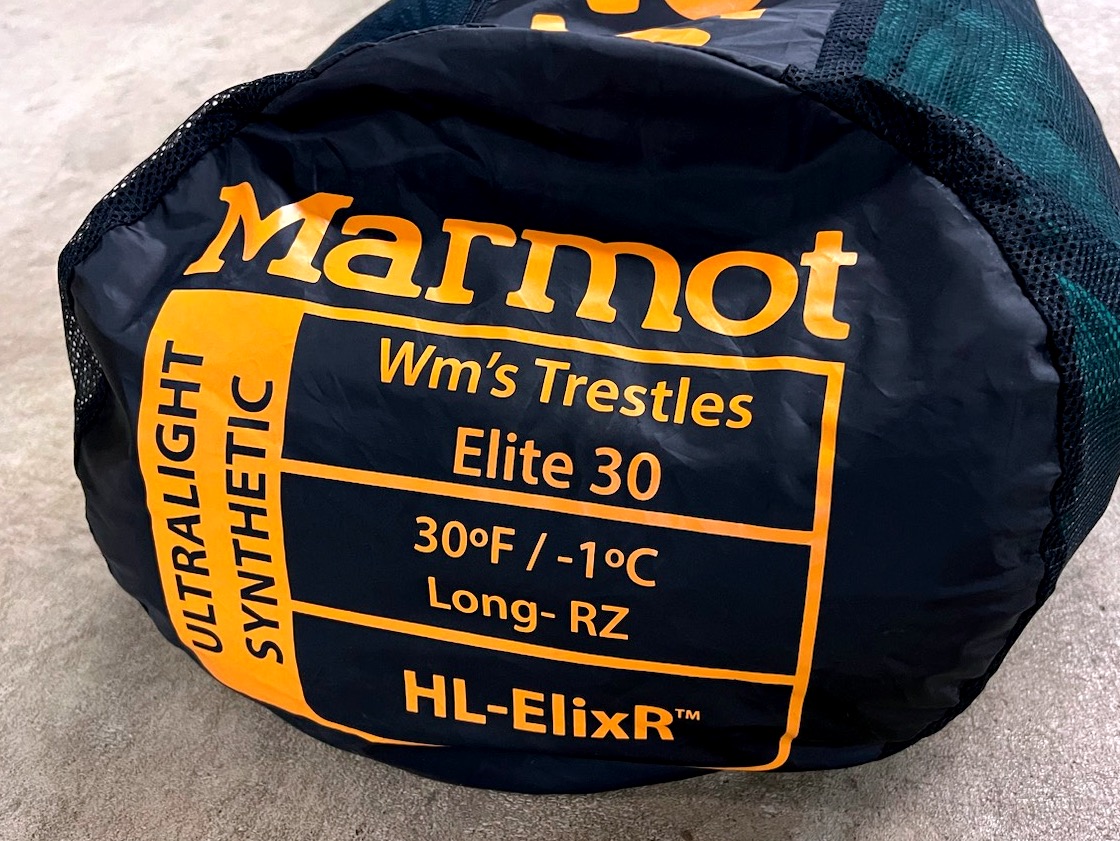 Marmot
ULTRALIGHT
SYNTHETIC
Wm's Trestles
Elite 30
30ºF / -1ºC
Long- RZ
HL-ElixR™